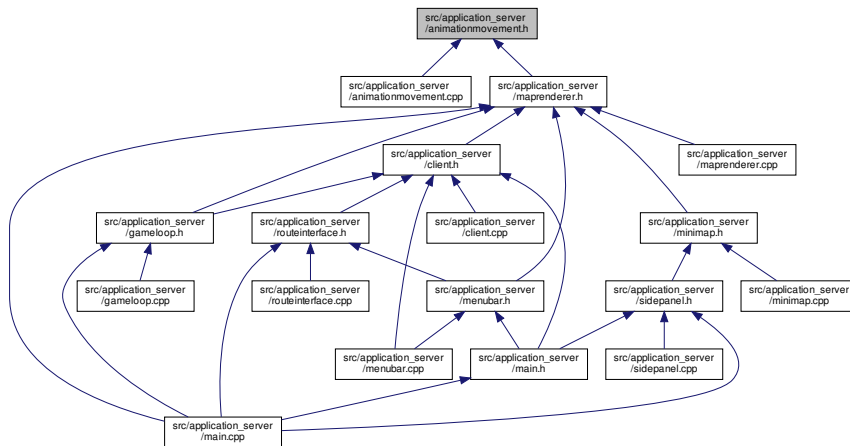 src/application_server
/animationmovement.h
src/application_server
/animationmovement.cpp
src/application_server
/maprenderer.h
src/application_server
/client.h
src/application_server
/maprenderer.cpp
src/application_server
/gameloop.h
src/application_server
/routeinterface.h
src/application_server
/client.cpp
src/application_server
/minimap.h
src/application_server
/gameloop.cpp
src/application_server
/routeinterface.cpp
src/application_server
/menubar.h
src/application_server
/sidepanel.h
src/application_server
/minimap.cpp
src/application_server
/menubar.cpp
src/application_server
/main.h
src/application_server
/sidepanel.cpp
src/application_server
/main.cpp